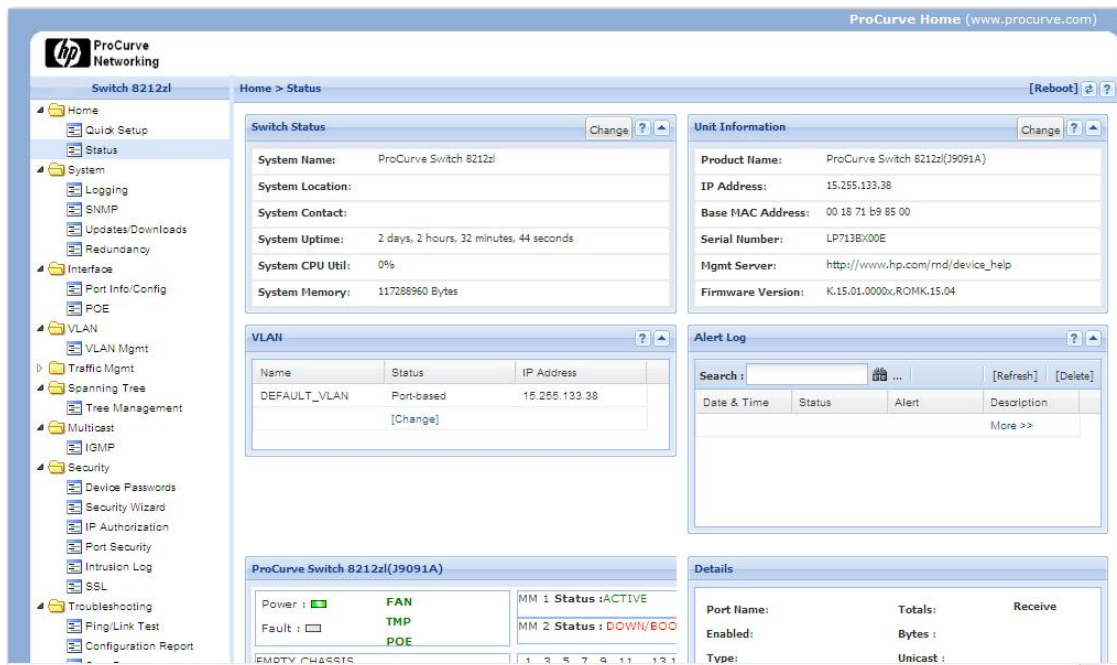 ProCurve Home (www.procurve.com)
hp
ProCurve
Networking
Switch 8212zl
Home > Status
[Reboot] ?
Home
Quick Setup
Status
System
Logging
SNMP
Updates/Downloads
Redundancy
Interface
Port Info/Config
POE
VLAN
VLAN Mgmt
Traffic Mgmt
Spanning Tree
Tree Management
Multicast
IGMP
Security
Device Passwords
Security Wizard
IP Authorization
Port Security
Intrusion Log
SSL
Troubleshooting
Ping/Link Test
Configuration Report
Switch Status
Change ?
System Name: ProCurve Switch 8212zl
System Location:
System Contact:
System Uptime: 2 days, 2 hours, 32 minutes, 44 seconds
System CPU Util: 0%
System Memory: 117288960 Bytes
Unit Information
Change ?
Product Name: ProCurve Switch 8212zl(J9091A)
IP Address: 15.255.133.38
Base MAC Address: 00 18 71 b9 85 00
Serial Number: LP713BX00E
Mgmt Server: http://www.hp.com/rnd/device_help
Firmware Version: K.15.01.0000x,ROMK.15.04
VLAN ?
Name Status IP Address
DEFAULT_VLAN Port-based 15.255.133.38
[Change]
Alert Log ?
Search : ... [Refresh] [Delete]
Date & Time Status Alert Description
More >>
ProCurve Switch 8212zl(J9091A)
Power : FAN
Fault : TMP
POE
MM 1 Status :ACTIVE
MM 2 Status : DOWN/BOO
EMPTY CHASSIS
1 3 5 7 9 11 13 1
Details
Port Name: Totals: Receive
Enabled: Bytes :
Type: Unicast :